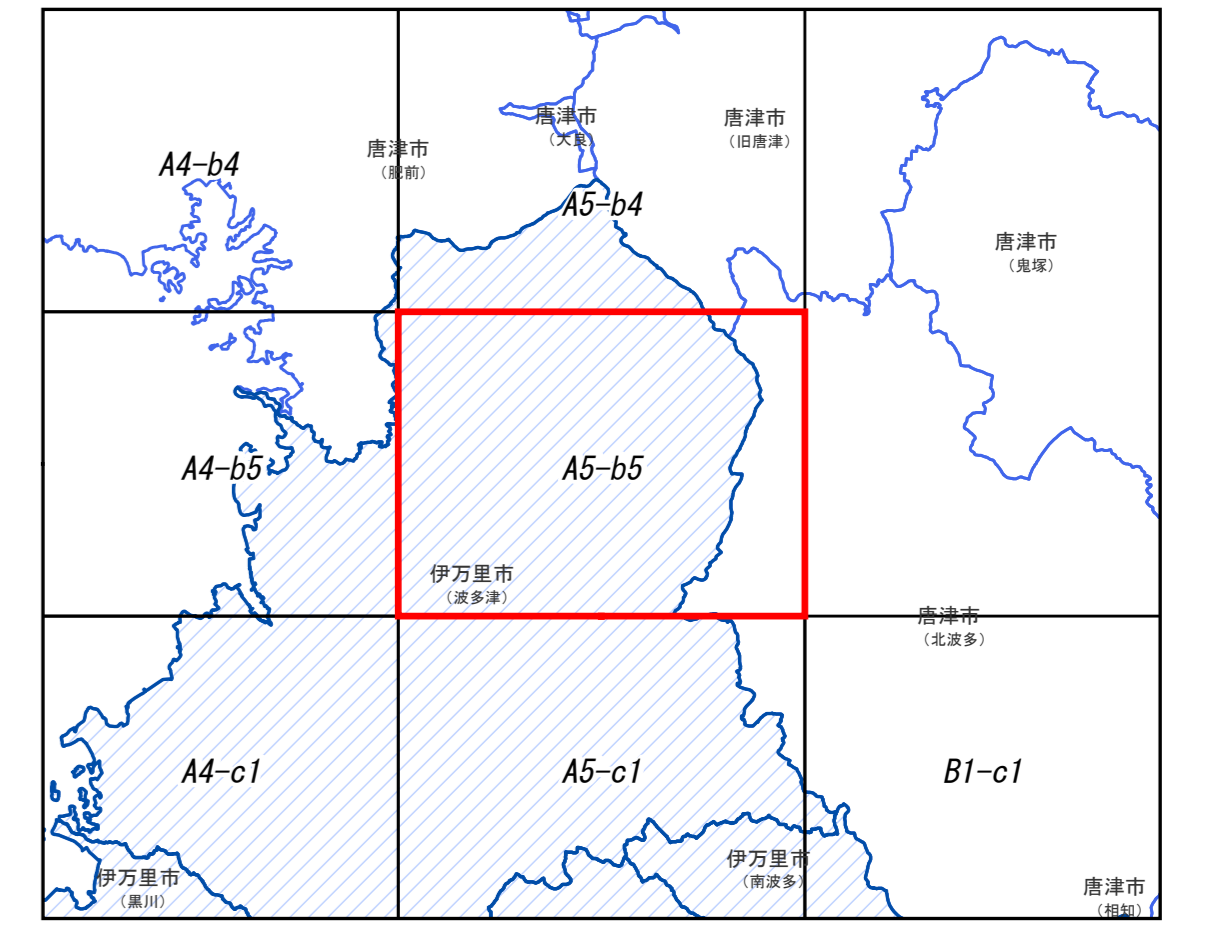 唐津市
（大良）
唐津市
（旧唐津）
唐津市
（肥前）
A4-b4
A5-b4
唐津市
（鬼塚）
A4-b5
A5-b5
伊万里市
（波多津）
唐津市
（北波多）
A4-c1
A5-c1
B1-c1
伊万里市
（南波多）
伊万里市
（黒川）
唐津市
（相知）